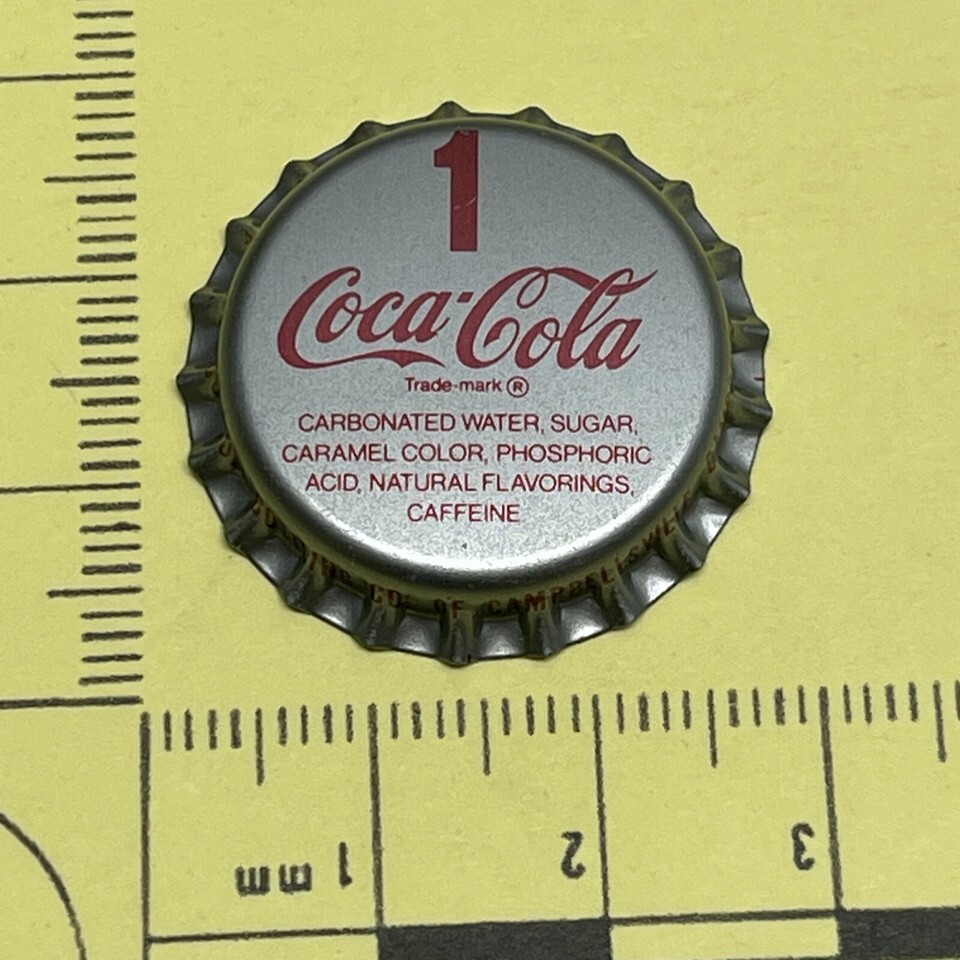 1
Coca-Cola
Trade-mark ®
CARBONATED WATER, SUGAR,
CARAMEL COLOR, PHOSPHORIC
ACID, NATURAL FLAVORINGS,
CAFFEINE
CO. OF CAMPBELLSVILLE
1 mm
2
3